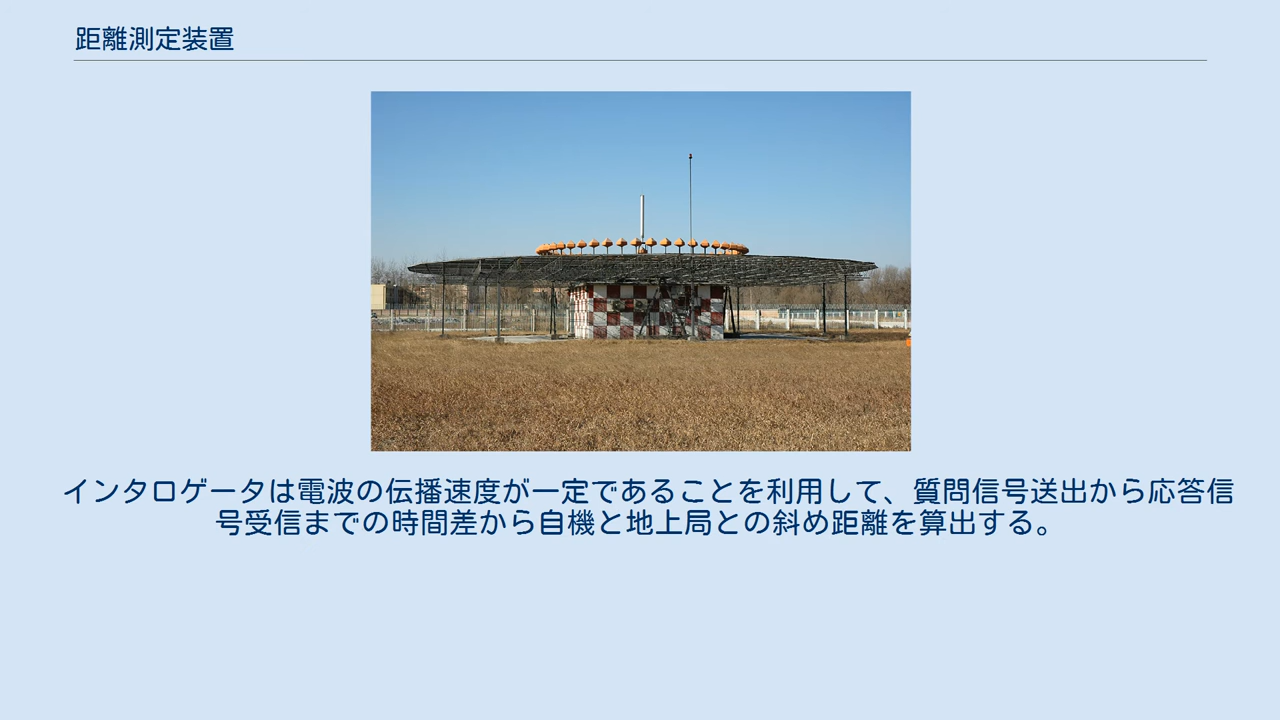 距離測定装置
インタロゲータは電波の伝播速度が一定であることを利用して、質問信号送出から応答信
号受信までの時間差から自機と地上局との斜め距離を算出する。